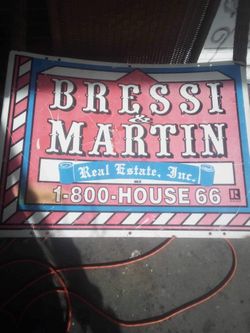 BRESSI
&
MARTIN
Real Estate, Inc.
1-800-HOUSE 66
R